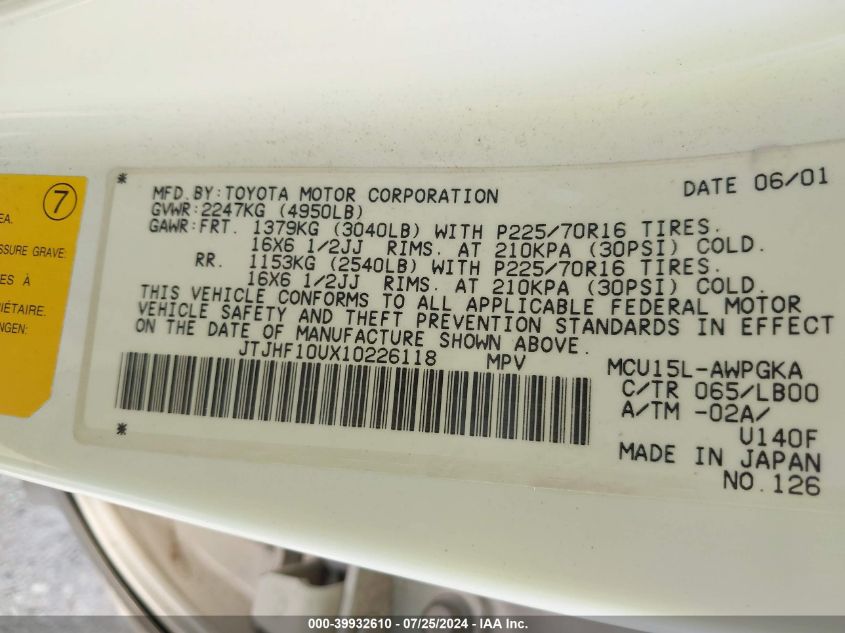 7
EA.
SSURE GRAVE:
ES À
RIÉTAIRE.
NGEN:
* MFD.BY:TOYOTA MOTOR CORPORATION DATE 06/01
GVWR:2247KG (4950LB)
GAWR:FRT. 1379KG (3040LB) WITH P225/70R16 TIRES.
16X6 1/2JJ RIMS. AT 210KPA (30PSI) COLD.
RR. 1153KG (2540LB) WITH P225/70R16 TIRES.
16X6 1/2JJ RIMS. AT 210KPA (30PSI) COLD.
THIS VEHICLE CONFORMS TO ALL APPLICABLE FEDERAL MOTOR
VEHICLE SAFETY AND THEFT PREVENTION STANDARDS IN EFFECT
ON THE DATE OF MANUFACTURE SHOWN ABOVE.
JTJHF10UX10226118 MPV MCU15L-AWPGKA
C/TR 065/LB00
A/TM -02A/
* U140F
MADE IN JAPAN
NO.126
000-39932610 - 07/25/2024 - IAA Inc.